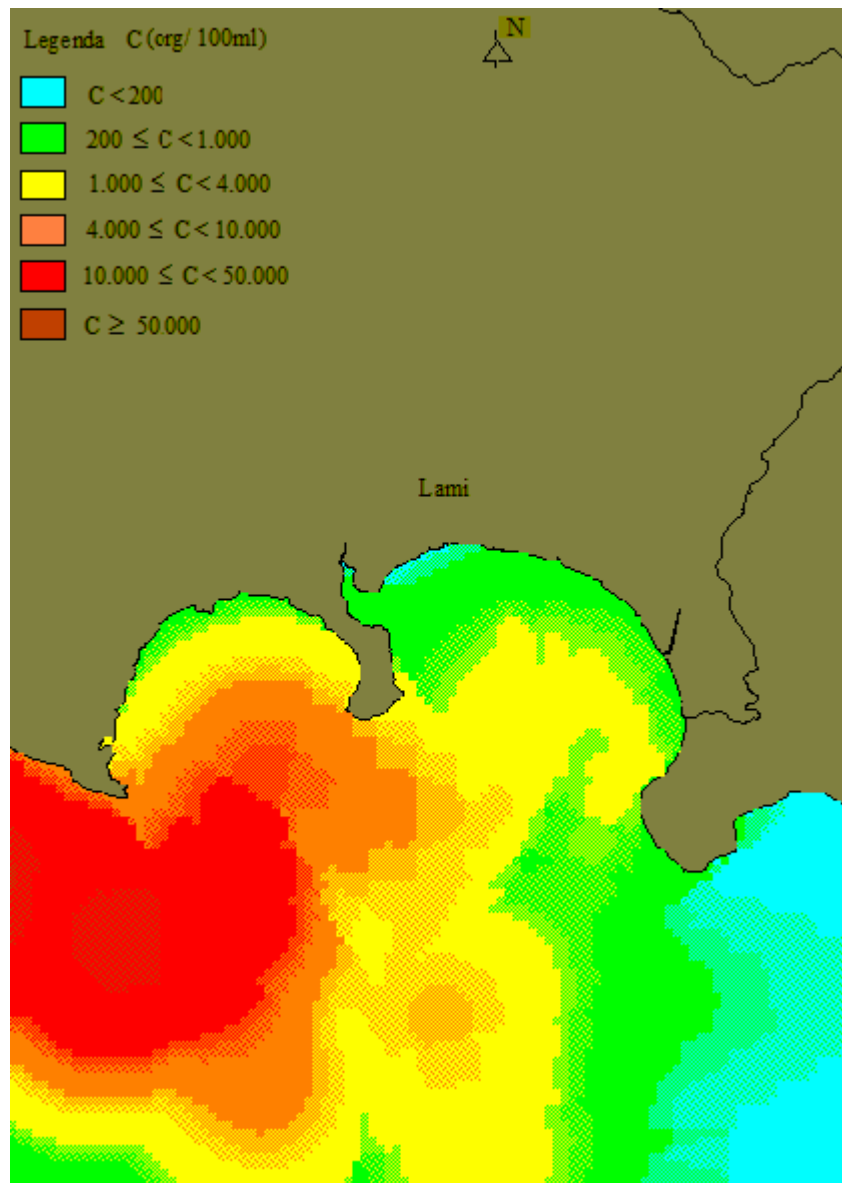 Legenda C (org/ 100ml)
N
C < 200
200 ≤ C < 1.000
1.000 ≤ C < 4.000
4.000 ≤ C < 10.000
10.000 ≤ C < 50.000
C ≥ 50.000
Lami